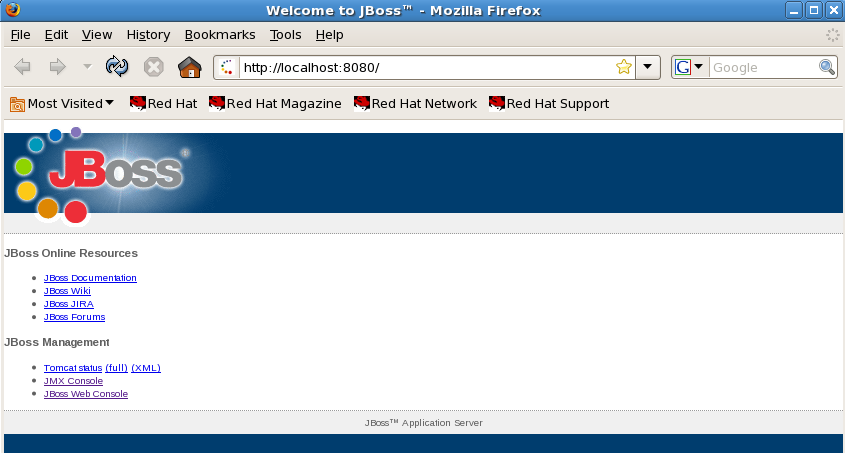 Welcome to JBoss™ - Mozilla Firefox
File Edit View History Bookmarks Tools Help
http://localhost:8080/ G Google
Most Visited Red Hat Red Hat Magazine Red Hat Network Red Hat Support
JBoss®
JBoss Online Resources
JBoss Documentation
JBoss Wiki
JBoss JIRA
JBoss Forums
JBoss Management
Tomcat status (full) (XML)
JMX Console
JBoss Web Console
JBoss™ Application Server